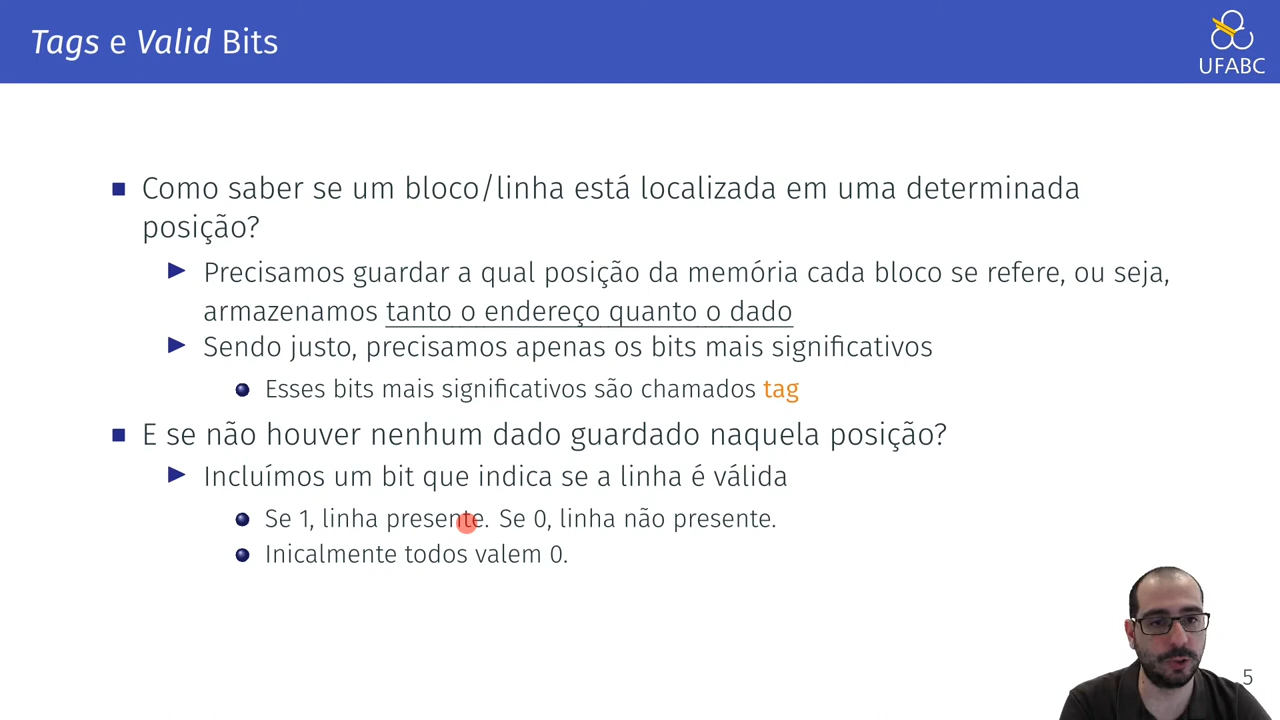 Tags e Valid Bits
UFABC
Como saber se um bloco/linha está localizada em uma determinada
posição?
Precisamos guardar a qual posição da memória cada bloco se refere, ou seja,
armazenamos tanto o endereço quanto o dado
Sendo justo, precisamos apenas os bits mais significativos
Esses bits mais significativos são chamados tag
E se não houver nenhum dado guardado naquela posição?
Incluímos um bit que indica se a linha é válida
Se 1, linha presente. Se 0, linha não presente.
Inicalmente todos valem 0.
5